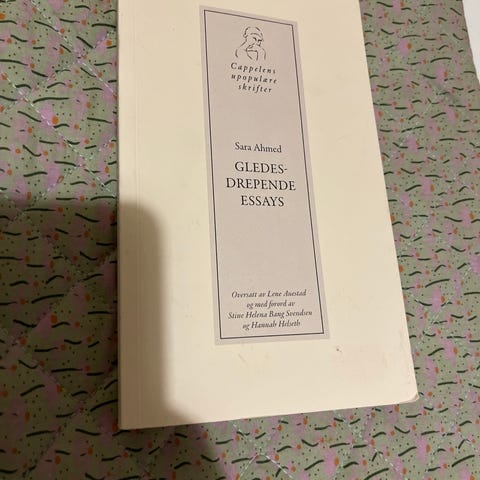 Cappelens
upopulære
skrifter
Sara Ahmed
GLEDES-
DREPENDE
ESSAYS
Oversatt av Lene Auestad
og med forord av
Stine Helena Bang Svendsen
og Hannah Helseth